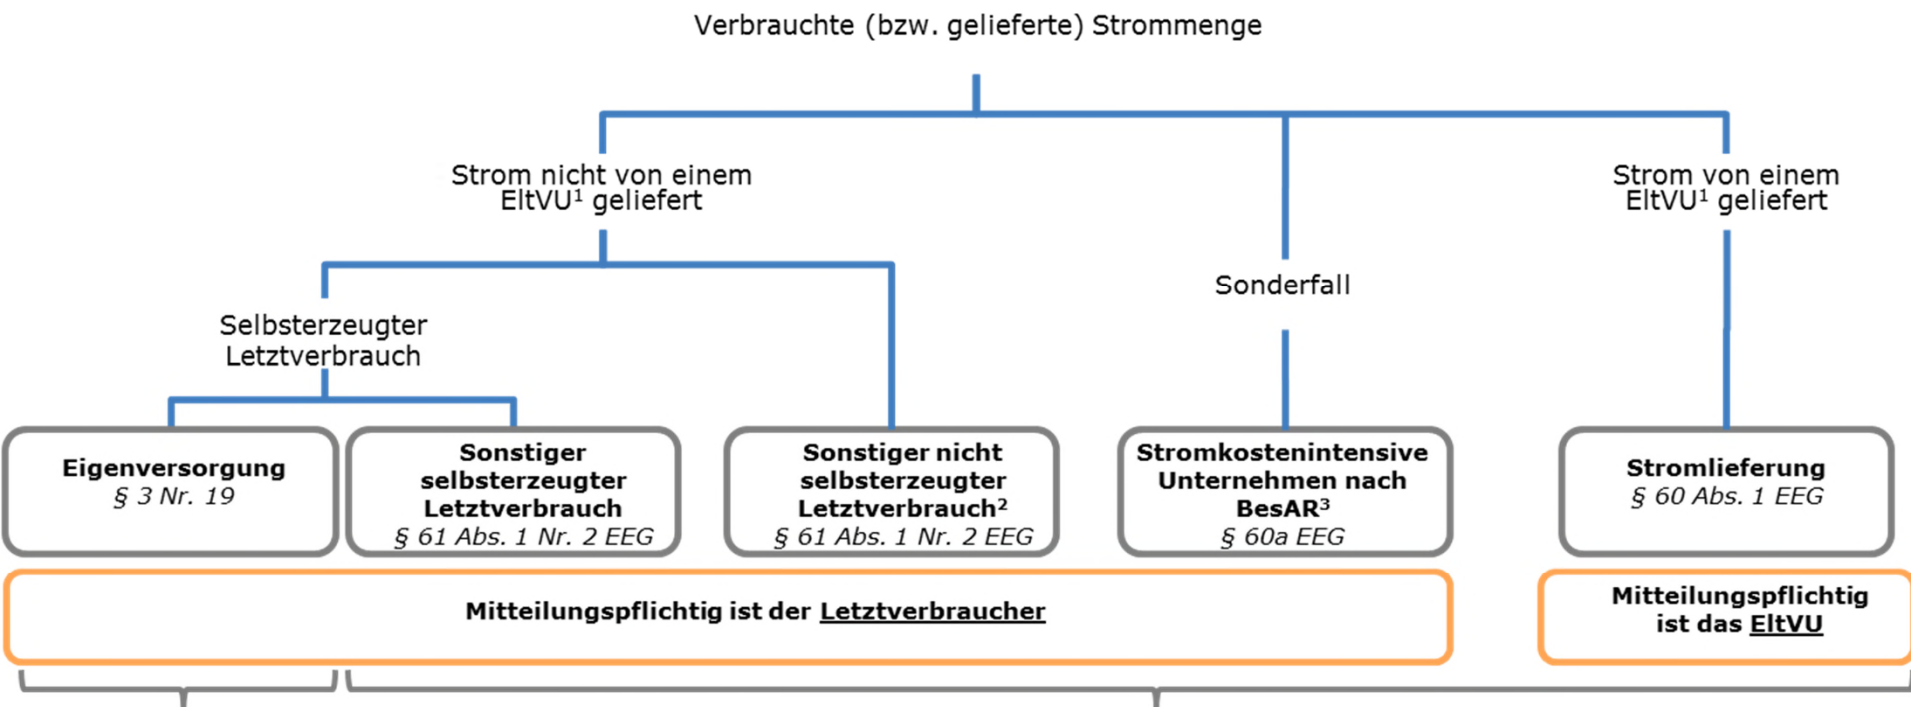 Verbrauchte (bzw. gelieferte) Strommenge
Strom nicht von einem
EltVU¹ geliefert
Strom von einem
EltVU¹ geliefert
Sonderfall
Selbsterzeugter
Letztverbrauch
Eigenversorgung
§ 3 Nr. 19
Sonstiger
selbsterzeugter
Letztverbrauch
§ 61 Abs. 1 Nr. 2 EEG
Sonstiger nicht
selbsterzeugter
Letztverbrauch²
§ 61 Abs. 1 Nr. 2 EEG
Stromkostenintensive
Unternehmen nach
BesAR³
§ 60a EEG
Stromlieferung
§ 60 Abs. 1 EEG
Mitteilungspflichtig ist der Letztverbraucher
Mitteilungspflichtig
ist das EltVU